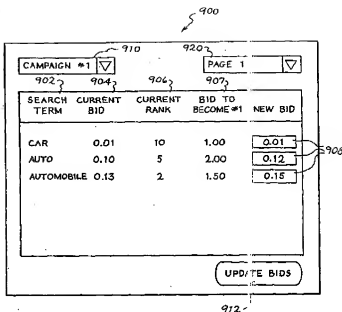 900
910
920
CAMPAIGN #1
PAGE 1
902 904 906 907
SEARCH TERM CURRENT BID CURRENT RANK BID TO BECOME #1 NEW BID
CAR 0.01 10 1.00 0.01
AUTO 0.10 5 2.00 0.12
AUTOMOBILE 0.13 2 1.50 0.15
908
UPDATE BIDS
912